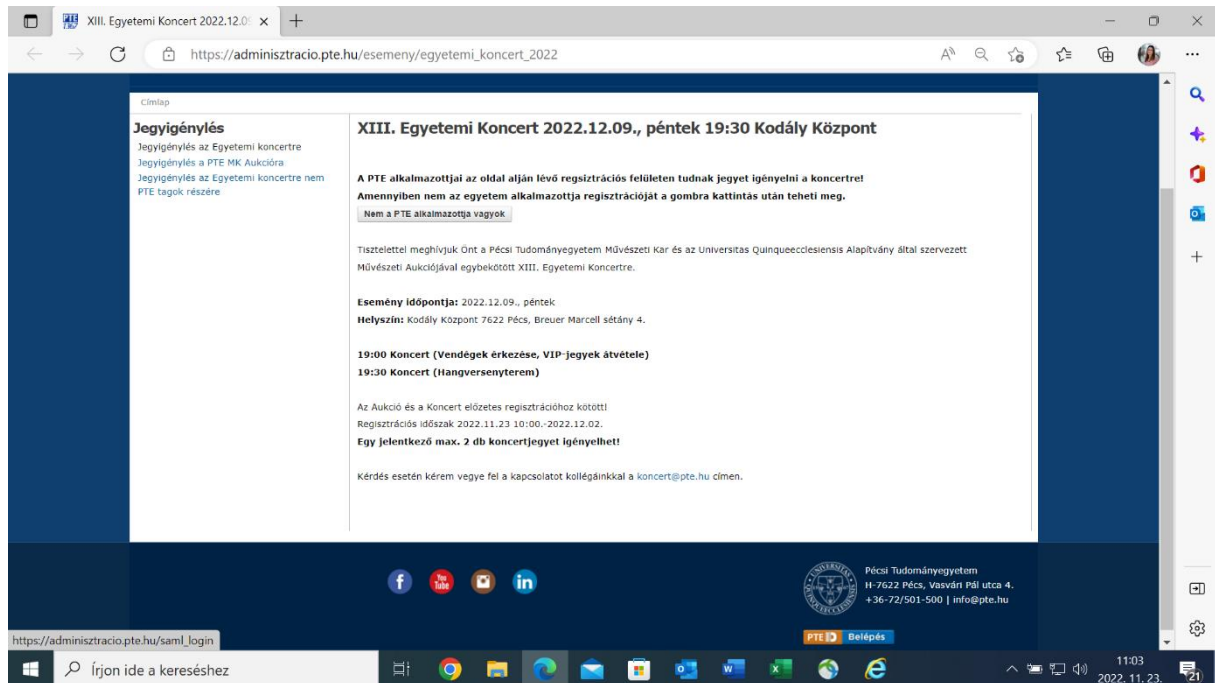 XIII. Egyetemi Koncert 2022.12.0
https://adminisztracio.pte.hu/esemeny/egyetemi_koncert_2022
Címlap
Jegyigénylés
Jegyigénylés az Egyetemi koncertre
Jegyigénylés a PTE MK Aukcióra
Jegyigénylés az Egyetemi koncertre nem
PTE tagok részére
XIII. Egyetemi Koncert 2022.12.09., péntek 19:30 Kodály Központ
A PTE alkalmazottjai az oldal alján lévő regsiztrációs felületen tudnak jegyet igényelni a koncertre!
Amennyiben nem az egyetem alkalmazottja regisztrációját a gombra kattintás után teheti meg.
Nem a PTE alkalmazottja vagyok
Tisztelettel meghívjuk Önt a Pécsi Tudományegyetem Művészeti Kar és az Universitas Quinqueecclesiensis Alapítvány által szervezett
Művészeti Aukciójával egybekötött XIII. Egyetemi Koncertre.
Esemény időpontja: 2022.12.09., péntek
Helyszín: Kodály Központ 7622 Pécs, Breuer Marcell sétány 4.
19:00 Koncert (Vendégek érkezése, VIP-jegyek átvétele)
19:30 Koncert (Hangversenyterem)
Az Aukció és a Koncert előzetes regisztrációhoz kötött!
Regisztrációs időszak 2022.11.23 10:00.-2022.12.02.
Egy jelentkező max. 2 db koncertjegyet igényelhet!
Kérdés esetén kérem vegye fel a kapcsolatot kollégáinkkal a koncert@pte.hu címen.
Pécsi Tudományegyetem
H-7622 Pécs, Vasvári Pál utca 4.
+36-72/501-500 | info@pte.hu
PTE ID Belépés
https://adminisztracio.pte.hu/saml_login
Írjon ide a kereséshez
11:03
2022. 11. 23.
21